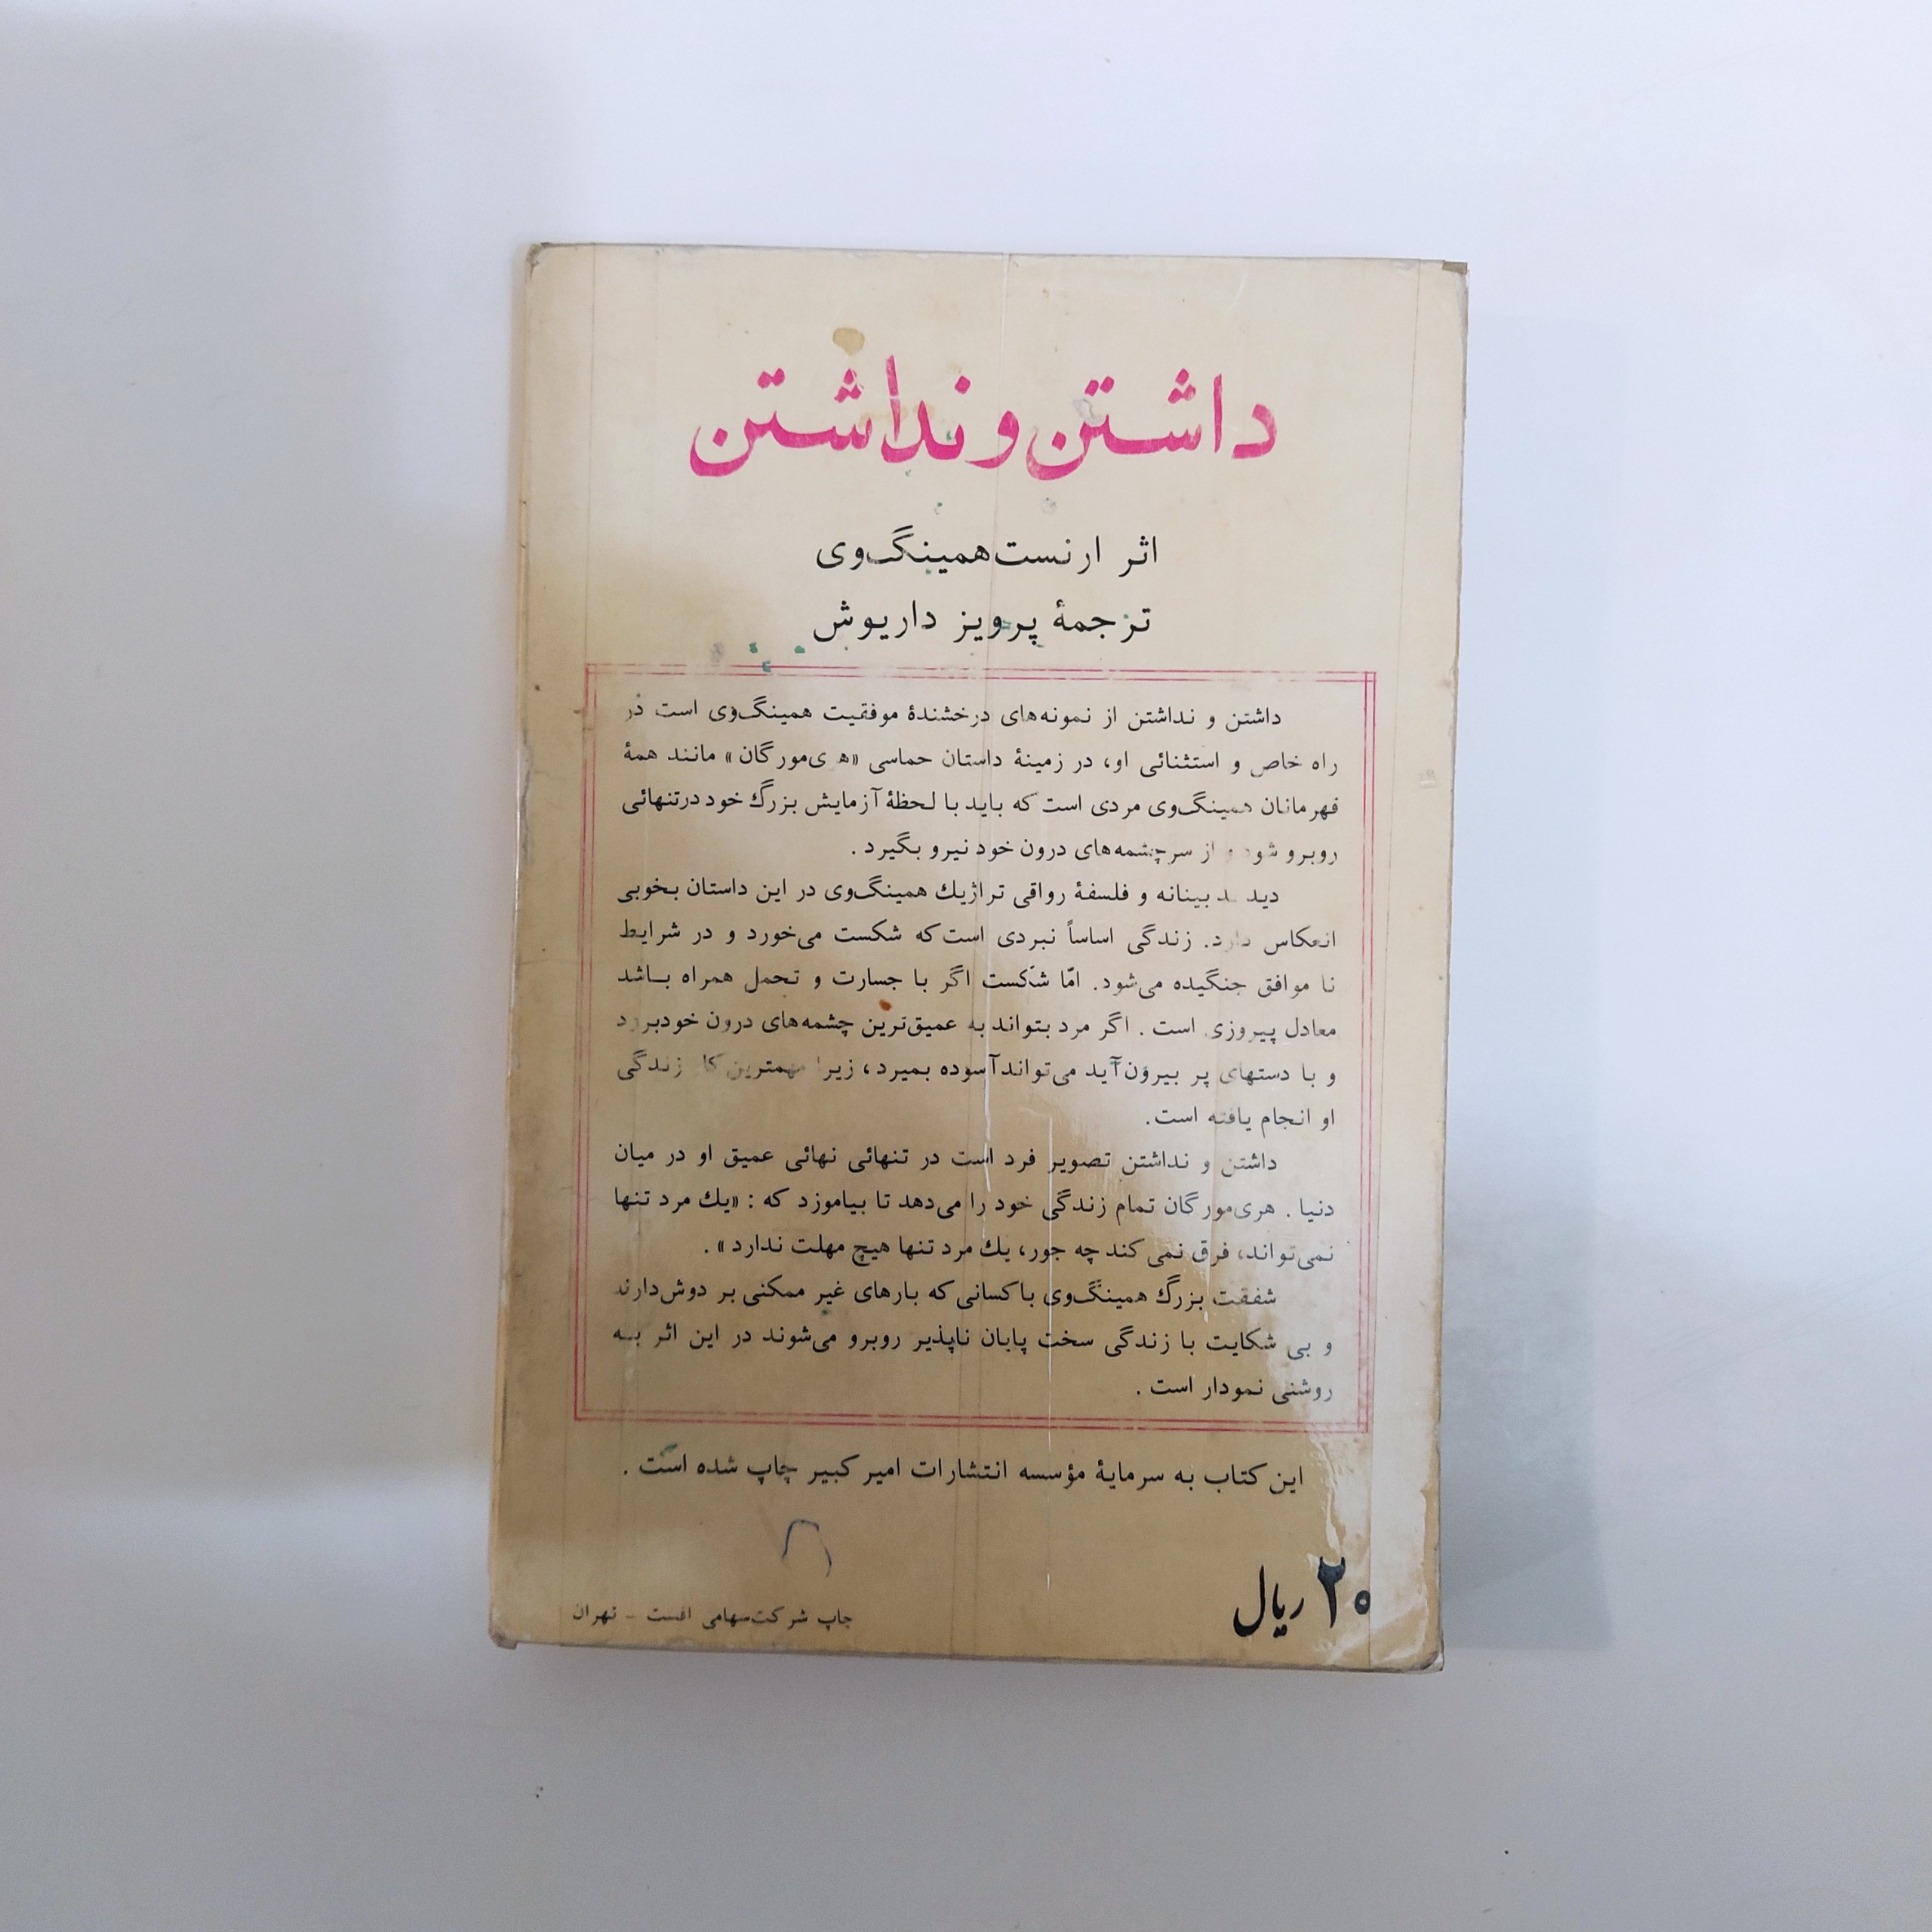 داشتن و نداشتن
اثر ارنست همینگ‌وی
ترجمهٔ پرویز داریوش
داشتن و نداشتن از نمونه‌های درخشندهٔ موفقیت همینگ‌وی است در
راه خاص و استثنائی او، در زمینهٔ داستان حماسی «ه‍ ی‌مورگان» مانند همهٔ
قهرمانان همینگ‌وی مردی است که باید با لحظهٔ آزمایش بزرگ خود درتنهائی
روبرو شود و از سرچشمه‌های درون خود نیرو بگیرد .
دید بینانه و فلسفهٔ رواقی تراژیك همینگ‌وی در این داستان بخوبی
انعکاس دارد. زندگی اساساً نبردی است که شکست می‌خورد و در شرایط
نا موافق جنگیده می‌شود. امّا شکست اگر با جسارت و تحمل همراه باشد
معادل پیروزی است . اگر مرد بتواند به عمیق‌ترین چشمه‌های درون خودبرود
و با دستهای پر بیرون‌آید می‌تواند آسوده بمیرد، زیرا مهمترین کار زندگی
او انجام یافته است.
داشتن و نداشتن تصویر فرد است در تنهائی نهائی عمیق او در میان
دنیا . هری‌مورگان تمام زندگی خود را می‌دهد تا بیاموزد که : «یك مرد تنها
نمی‌تواند، فرق نمی‌کند چه جور، یك مرد تنها هیچ مهلت ندارد» .
شفقت بزرگ همینگ‌وی با کسانی که بارهای غیر ممکنی بر دوش‌دارند
و بی شکایت با زندگی سخت پابان ناپذیر روبرو می‌شوند در این اثر بـه
روشنی نمودار است .
این کتاب به سرمایهٔ مؤسسه انتشارات امیر کبیر چاپ شده است .
۲۰ ریال
چاپ شرکت‌سهامی افست - تهران